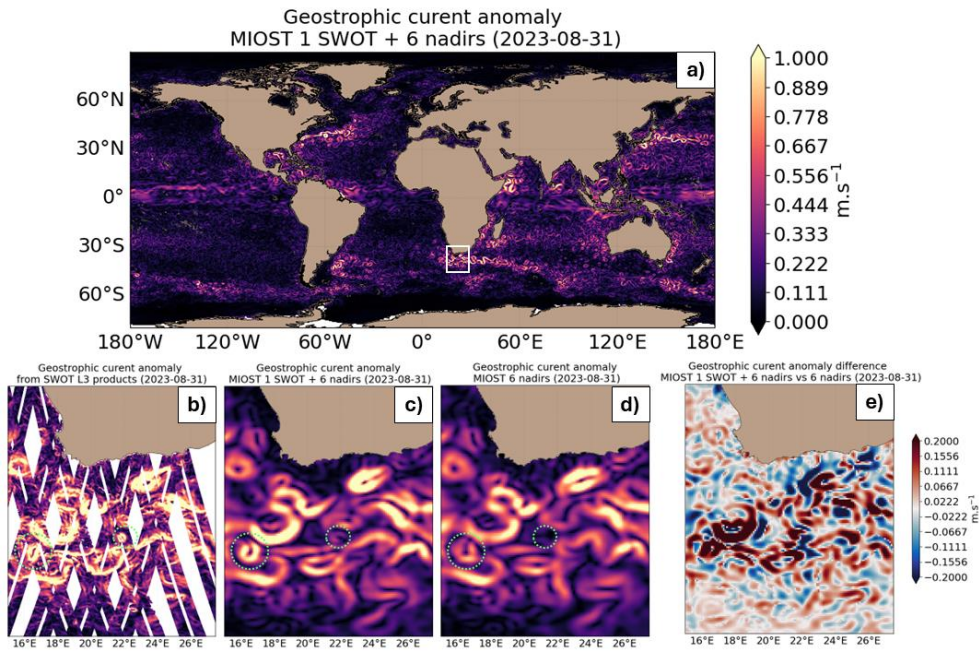 Geostrophic curent anomaly
MIOST 1 SWOT + 6 nadirs (2023-08-31)
a)
60°N
30°N
0°
30°S
60°S
180°W 120°W 60°W 0° 60°E 120°E 180°E
1.000
0.889
0.778
0.667
0.556
0.444
0.333
0.222
0.111
0.000
m.s⁻¹
Geostrophic curent anomaly
from SWOT L3 products (2023-08-31)
b)
16°E 18°E 20°E 22°E 24°E 26°E
Geostrophic curent anomaly
MIOST 1 SWOT + 6 nadirs (2023-08-31)
c)
16°E 18°E 20°E 22°E 24°E 26°E
Geostrophic curent anomaly
MIOST 6 nadirs (2023-08-31)
d)
16°E 18°E 20°E 22°E 24°E 26°E
Geostrophic curent anomaly difference
MIOST 1 SWOT + 6 nadirs vs 6 nadirs (2023-08-31)
e)
16°E 18°E 20°E 22°E 24°E 26°E
0.2000
0.1556
0.1111
0.0667
0.0222
−0.0222
−0.0667
−0.1111
−0.1556
−0.2000
m.s⁻¹